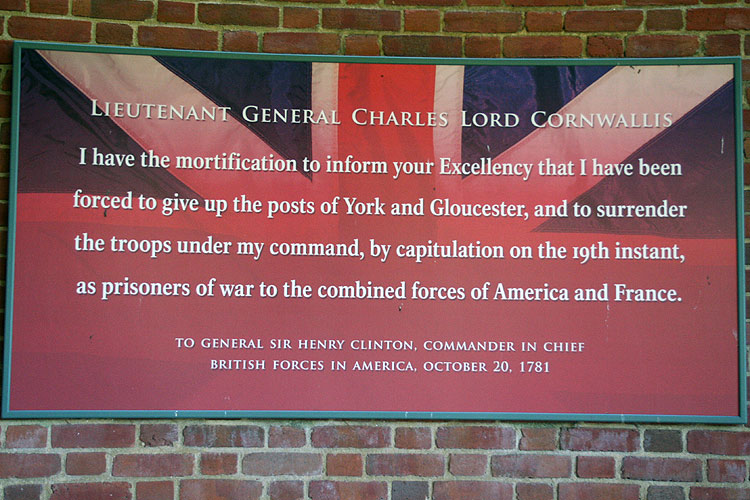 Lieutenant General Charles Lord Cornwallis
I have the mortification to inform your Excellency that I have been
forced to give up the posts of York and Gloucester, and to surrender
the troops under my command, by capitulation on the 19th instant,
as prisoners of war to the combined forces of America and France.
TO GENERAL SIR HENRY CLINTON, COMMANDER IN CHIEF
BRITISH FORCES IN AMERICA, OCTOBER 20, 1781